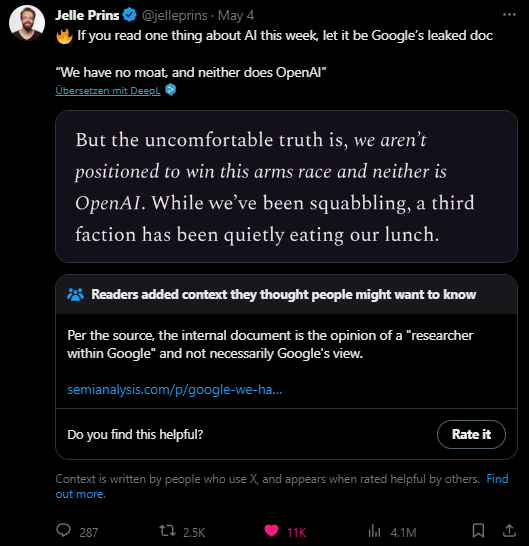 Jelle Prins @jelleprins · May 4
🔥 If you read one thing about AI this week, let it be Google's leaked doc
“We have no moat, and neither does OpenAI”
Übersetzen mit DeepL
But the uncomfortable truth is, we aren’t
positioned to win this arms race and neither is
OpenAI. While we’ve been squabbling, a third
faction has been quietly eating our lunch.
Readers added context they thought people might want to know
Per the source, the internal document is the opinion of a "researcher
within Google" and not necessarily Google's view.
semianalysis.com/p/google-we-ha...
Do you find this helpful?
Rate it
Context is written by people who use X, and appears when rated helpful by others. Find
out more.
287 2.5K 11K 4.1M